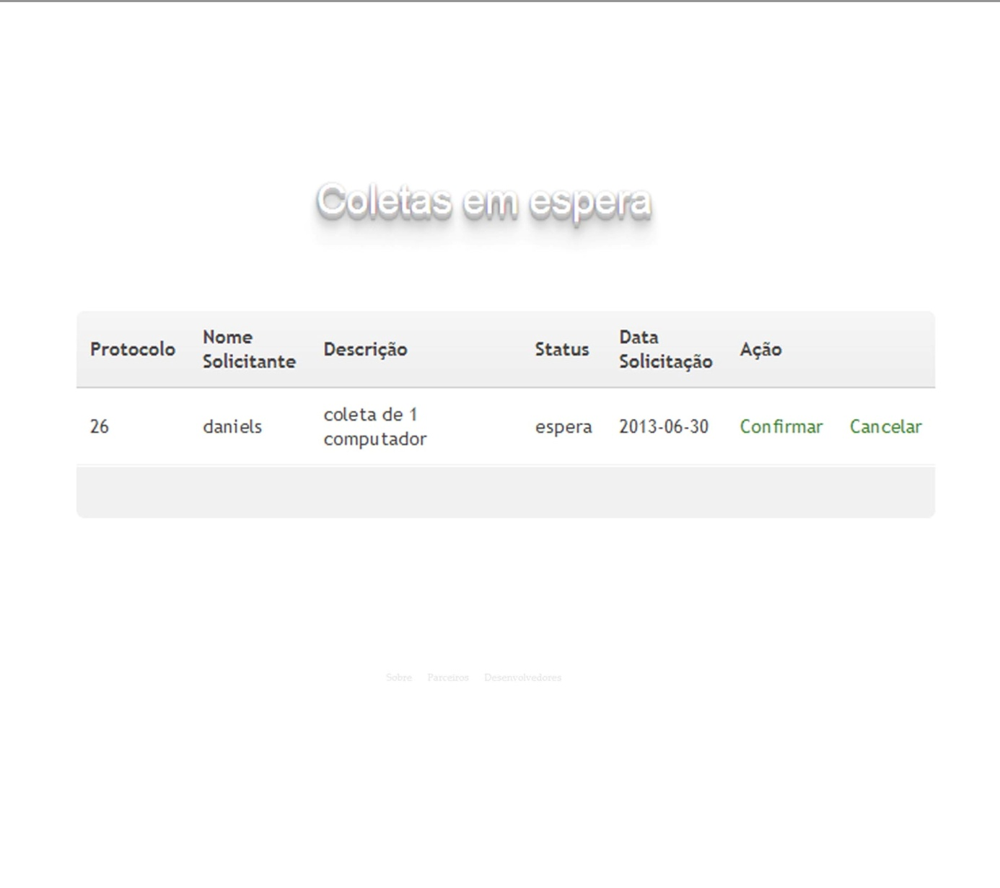 Coletas em espera
Protocolo Nome Solicitante Descrição Status Data Solicitação Ação
26 daniels coleta de 1 computador espera 2013-06-30 Confirmar Cancelar
Sobre Parceiros Desenvolvedores